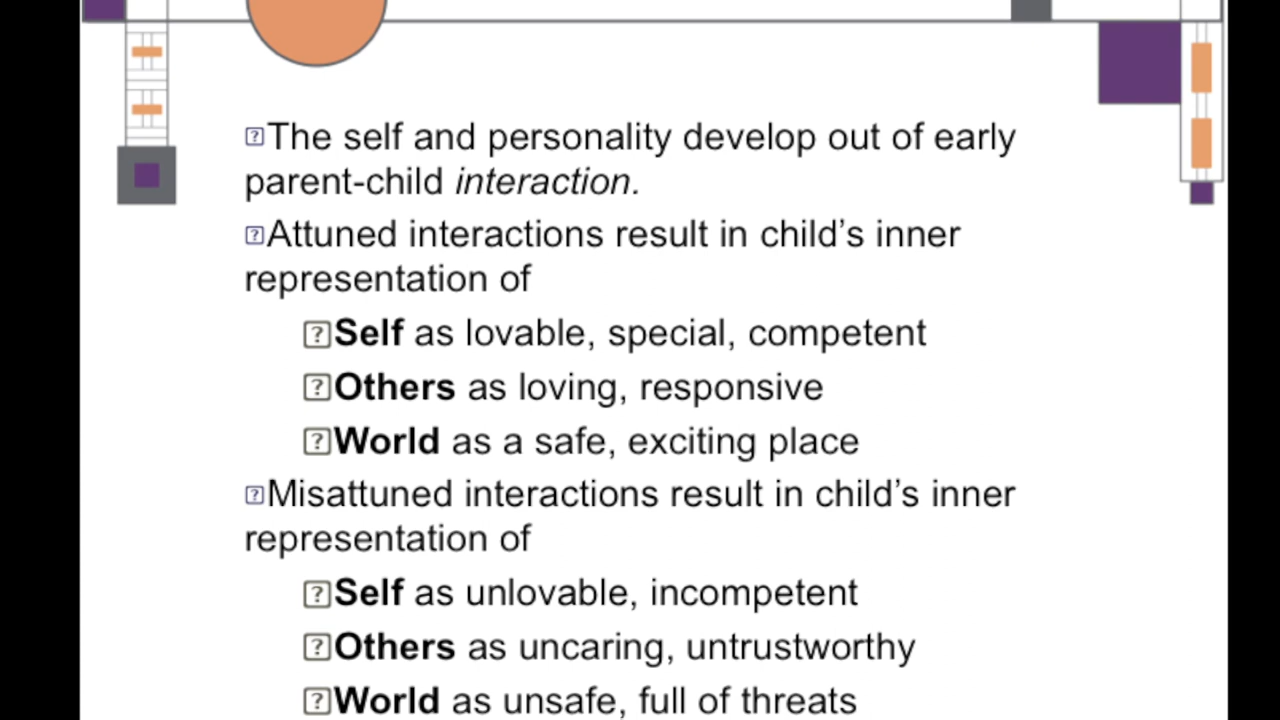 The self and personality develop out of early
parent-child interaction.
Attuned interactions result in child’s inner
representation of
Self as lovable, special, competent
Others as loving, responsive
World as a safe, exciting place
Misattuned interactions result in child’s inner
representation of
Self as unlovable, incompetent
Others as uncaring, untrustworthy
World as unsafe, full of threats